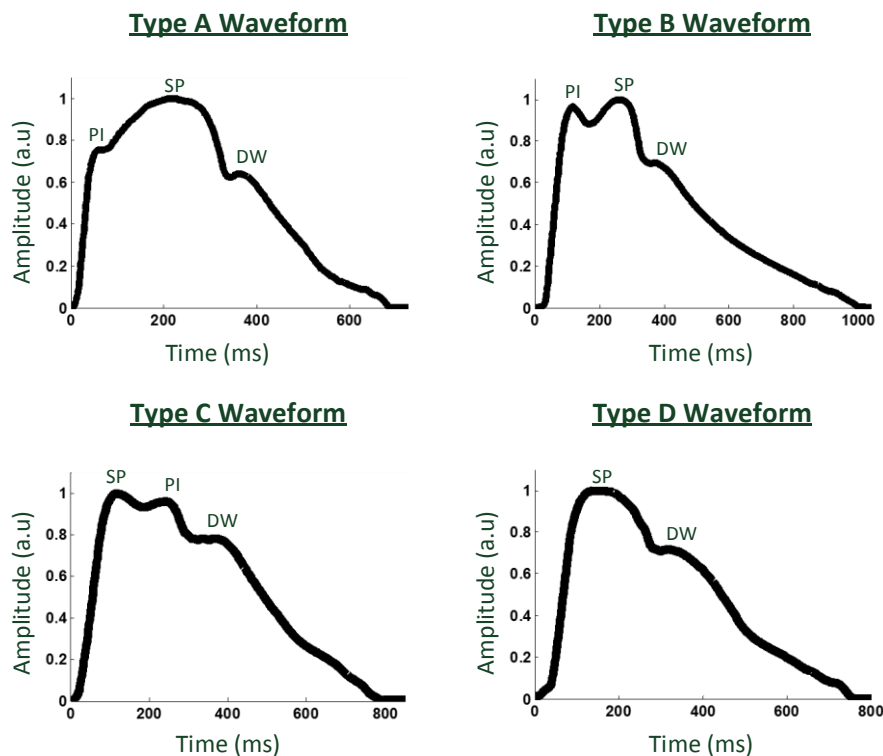 Type A Waveform
Amplitude (a.u)
1
0.8
0.6
0.4
0.2
0
PI
SP
DW
0 200 400 600
Time (ms)
Type B Waveform
Amplitude (a.u)
1
0.8
0.6
0.4
0.2
0
PI
SP
DW
0 200 400 600 800 1000
Time (ms)
Type C Waveform
Amplitude (a.u)
1
0.8
0.6
0.4
0.2
0
SP
PI
DW
0 200 400 600 800
Time (ms)
Type D Waveform
Amplitude (a.u)
1
0.8
0.6
0.4
0.2
0
SP
DW
0 200 400 600 800
Time (ms)